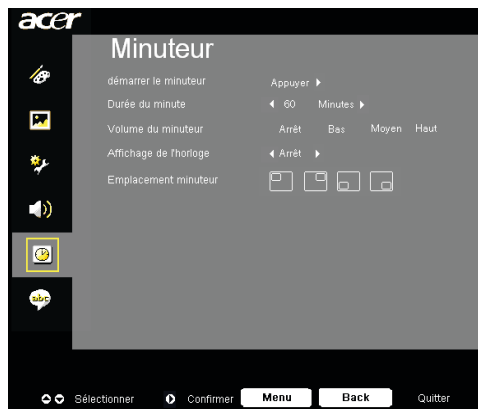 acer
Minuteur
démarrer le minuteur Appuyer
Durée du minute 60 Minutes
Volume du minuteur Arrêt Bas Moyen Haut
Affichage de l'horloge Arrêt
Emplacement minuteur
abc
Sélectionner Confirmer Menu Back Quitter